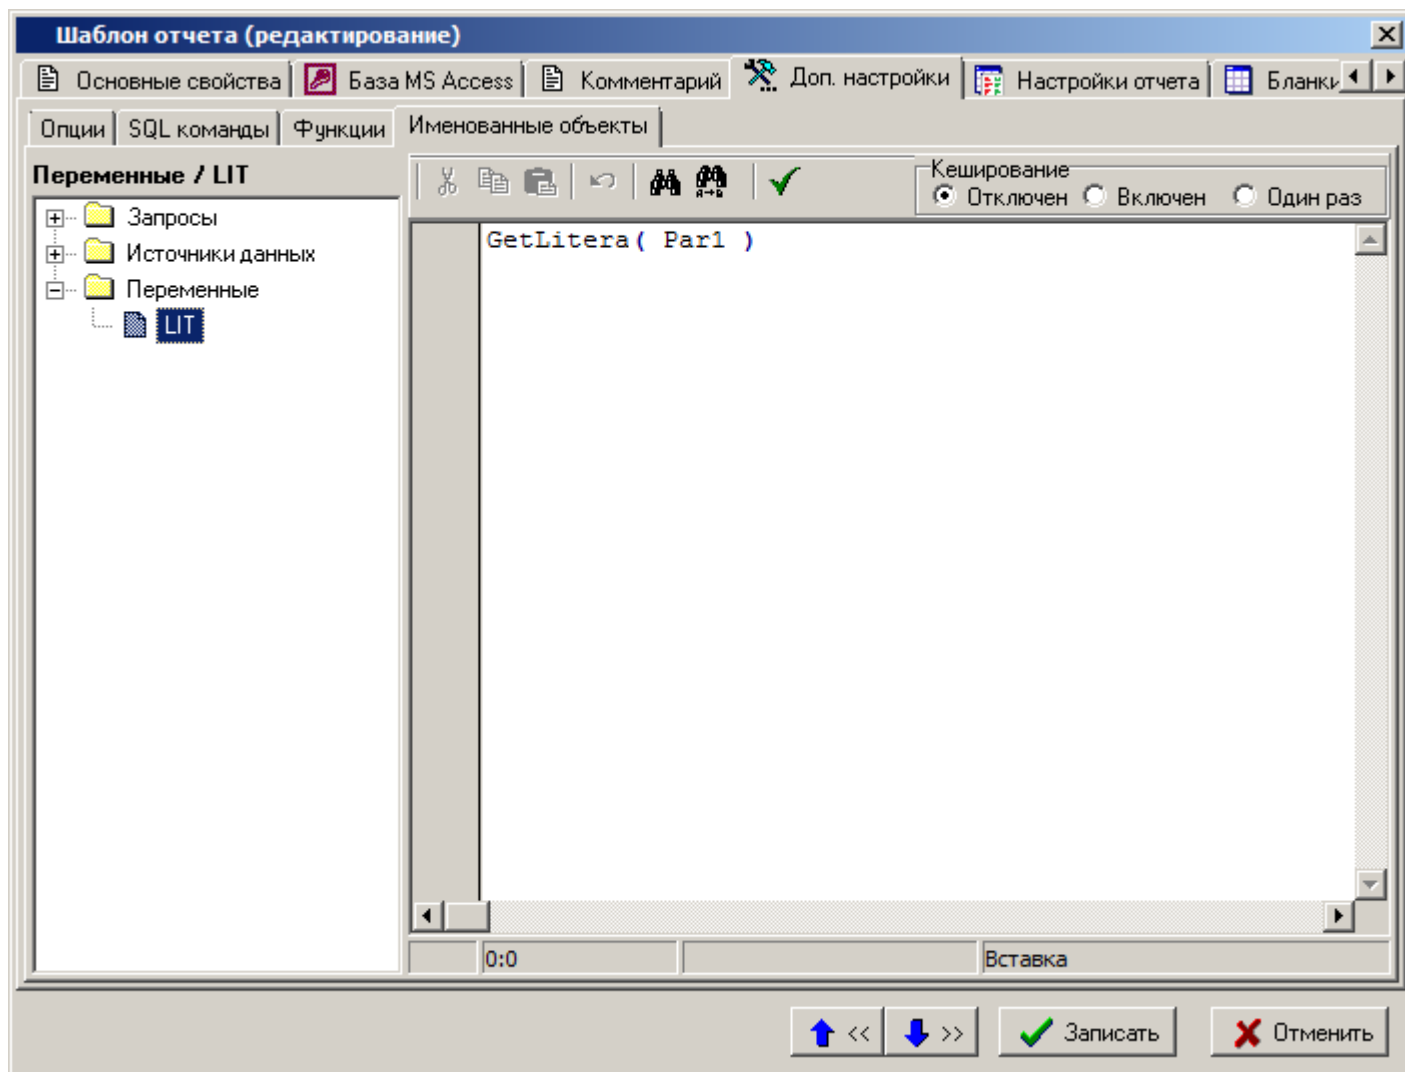 Шаблон отчета (редактирование)
Основные свойства База MS Access Комментарий Доп. настройки Настройки отчета Бланки
Опции SQL команды Функции Именованные объекты
Переменные / LIT
Кеширование
Отключен Включен Один раз
Запросы
Источники данных
Переменные
LIT
GetLitera( Par1 )
0:0 Вставка
<< >> Записать Отменить